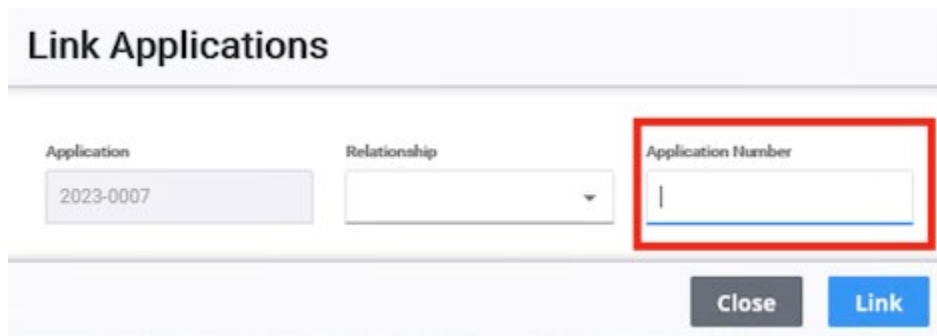 Link Applications
Application Relationship Application Number
2023-0007
Close Link